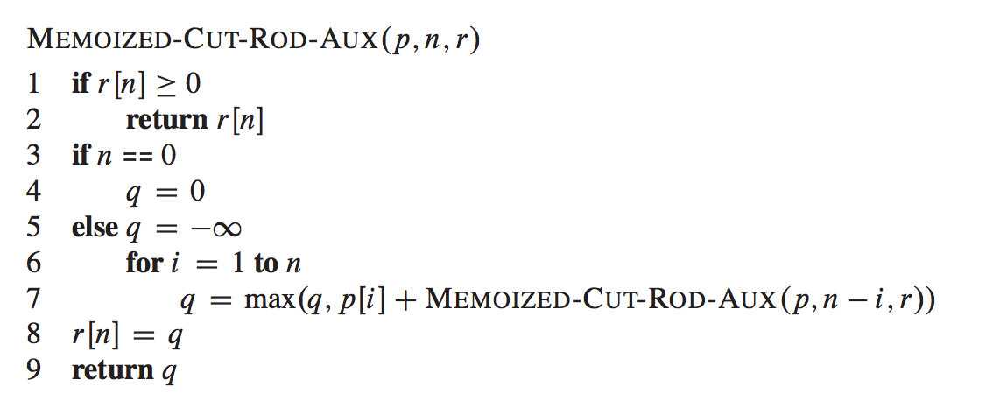 MEMOIZED-CUT-ROD-AUX(p, n, r)
1 if r[n] ≥ 0
2 return r[n]
3 if n == 0
4 q = 0
5 else q = −∞
6 for i = 1 to n
7 q = max(q, p[i] + MEMOIZED-CUT-ROD-AUX(p, n − i, r))
8 r[n] = q
9 return q